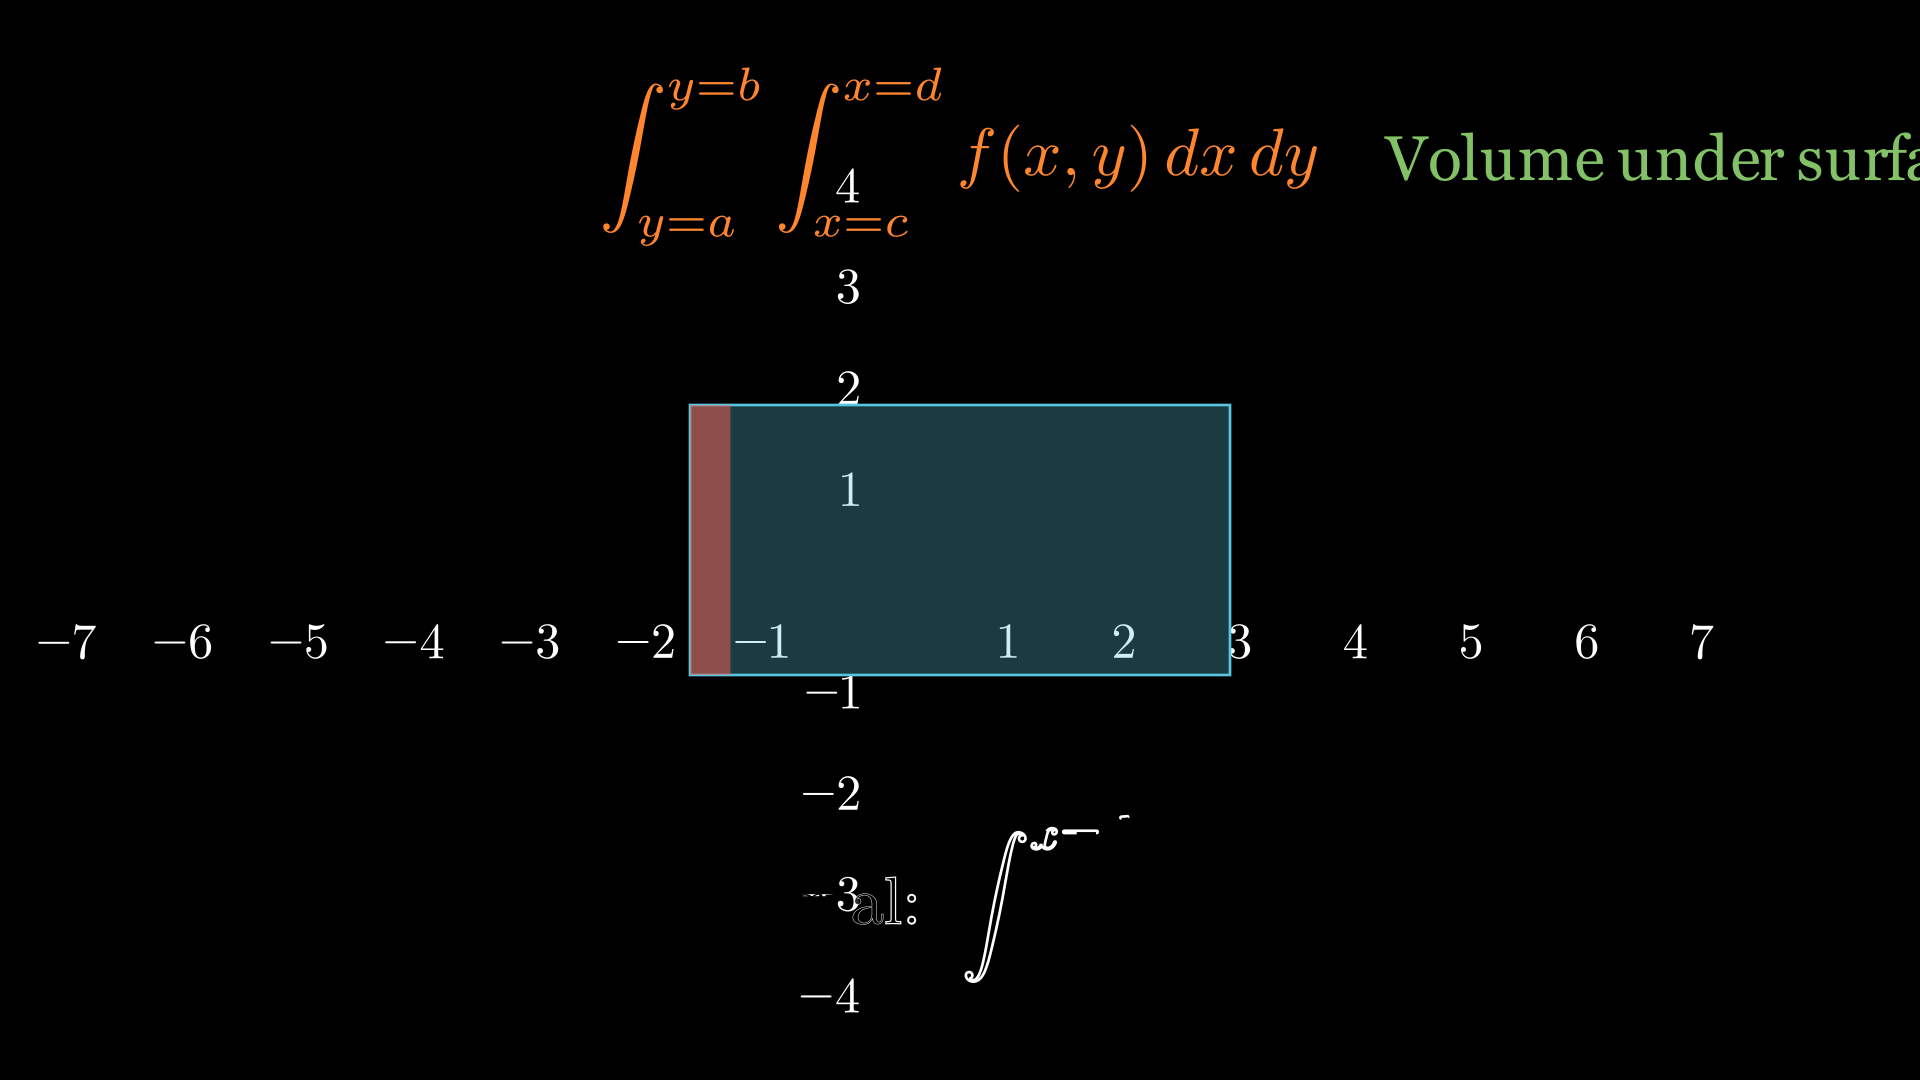 ∫_{y=a}^{y=b} ∫_{x=c}^{x=d} f(x, y) dx dy Volume under surfa
4
3
2
1
−7 −6 −5 −4 −3 −2 −1 1 2 3 4 5 6 7
−1
−2
−3 al: ∫^{x=
−4